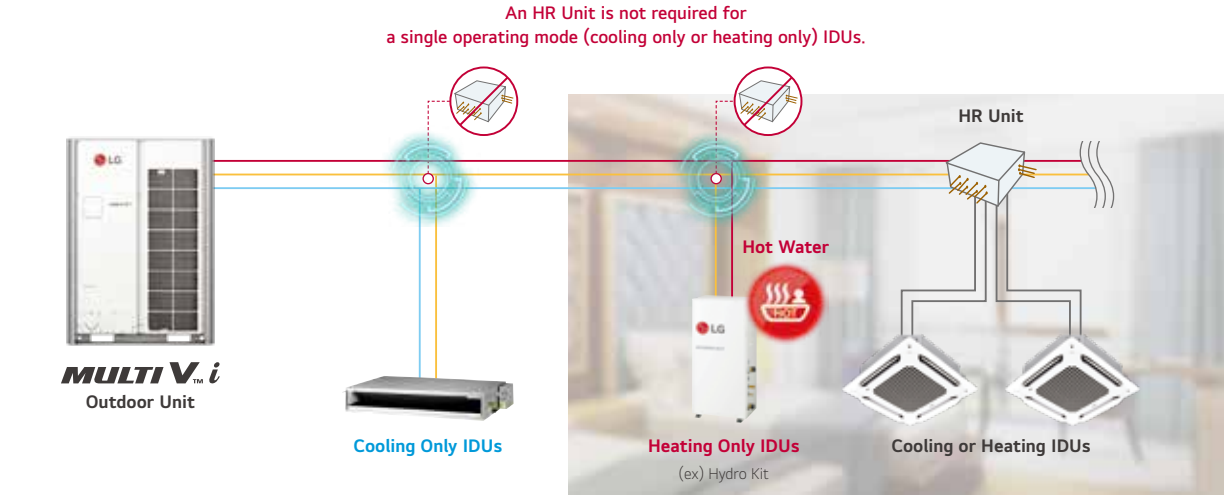 An HR Unit is not required for
a single operating mode (cooling only or heating only) IDUs.
HR Unit
LG
Hot Water
HOT
LG
MULTI V™ i
Outdoor Unit
Cooling Only IDUs
Heating Only IDUs
(ex) Hydro Kit
Cooling or Heating IDUs